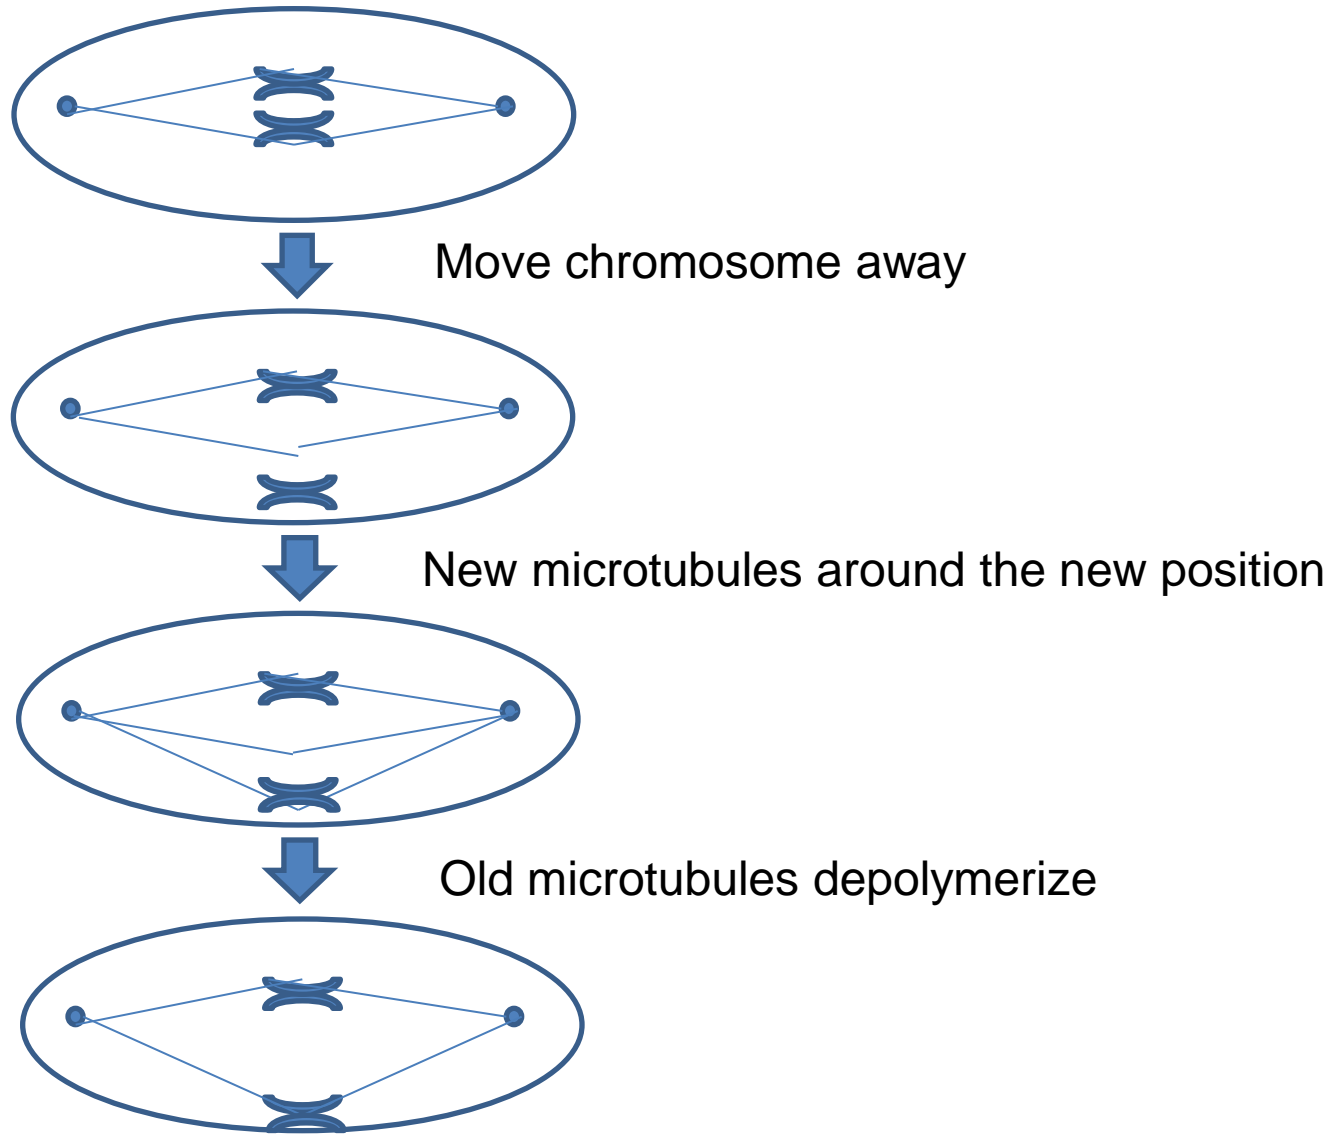 Move chromosome away
New microtubules around the new position
Old microtubules depolymerize